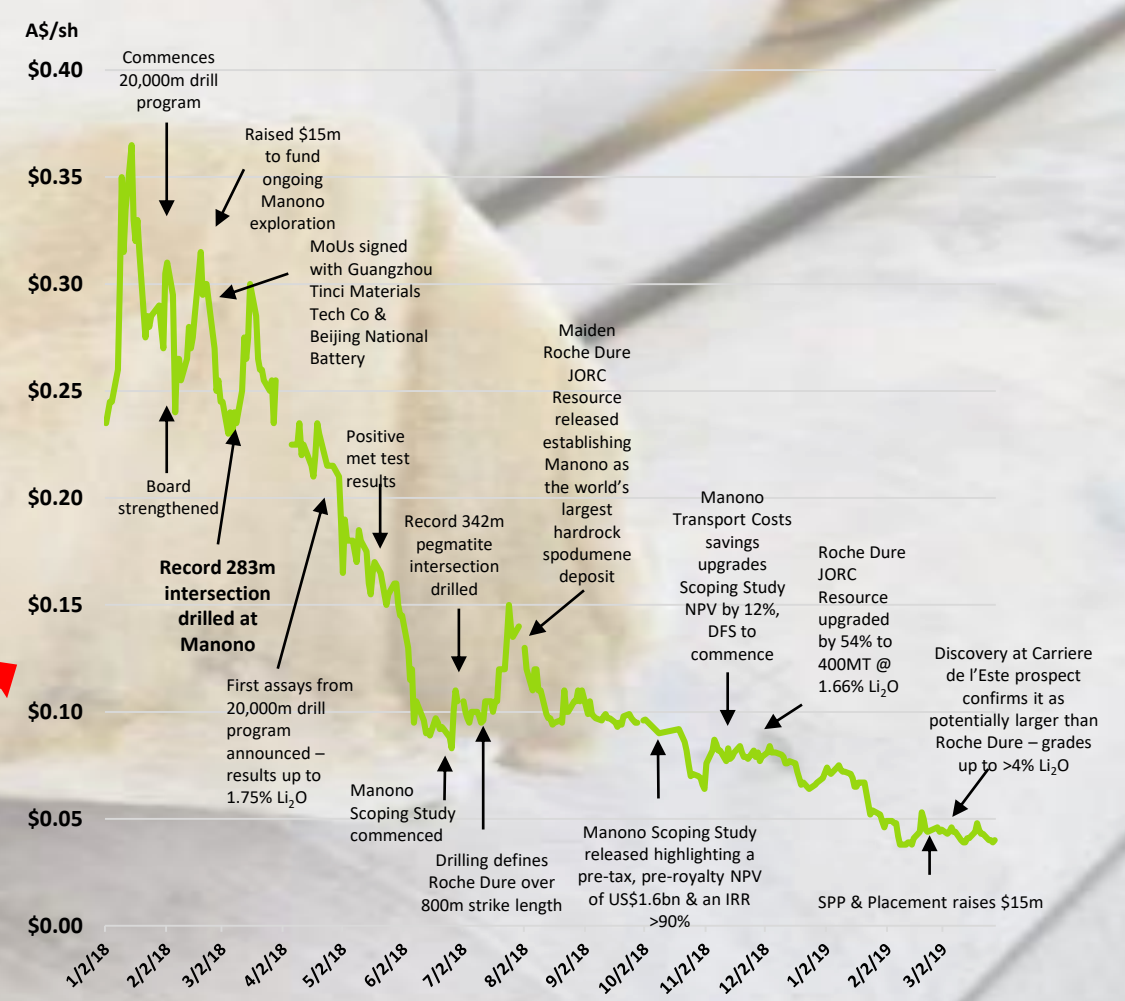 A$/sh
$0.40
$0.35
$0.30
$0.25
$0.20
$0.15
$0.10
$0.05
$0.00
Commences
20,000m drill
program
Raised $15m
to fund
ongoing
Manono
exploration
MoUs signed
with Guangzhou
Tinci Materials
Tech Co &
Beijing National
Battery
Board
strengthened
Record 283m
intersection
drilled at
Manono
First assays from
20,000m drill
program
announced –
results up to
1.75% Li₂O
Positive
met test
results
Manono
Scoping Study
commenced
Record 342m
pegmatite
intersection
drilled
Drilling defines
Roche Dure over
800m strike length
Maiden
Roche Dure
JORC
Resource
released
establishing
Manono as
the world's
largest
hardrock
spodumene
deposit
Manono Scoping Study
released highlighting a
pre-tax, pre-royalty NPV
of US$1.6bn & an IRR
>90%
Manono
Transport Costs
savings
upgrades
Scoping Study
NPV by 12%,
DFS to
commence
Roche Dure
JORC
Resource
upgraded
by 54% to
400MT @
1.66% Li₂O
SPP & Placement raises $15m
Discovery at Carriere
de l'Este prospect
confirms it as
potentially larger than
Roche Dure – grades
up to >4% Li₂O
1/2/18
2/2/18
3/2/18
4/2/18
5/2/18
6/2/18
7/2/18
8/2/18
9/2/18
10/2/18
11/2/18
12/2/18
1/2/19
2/2/19
3/2/19